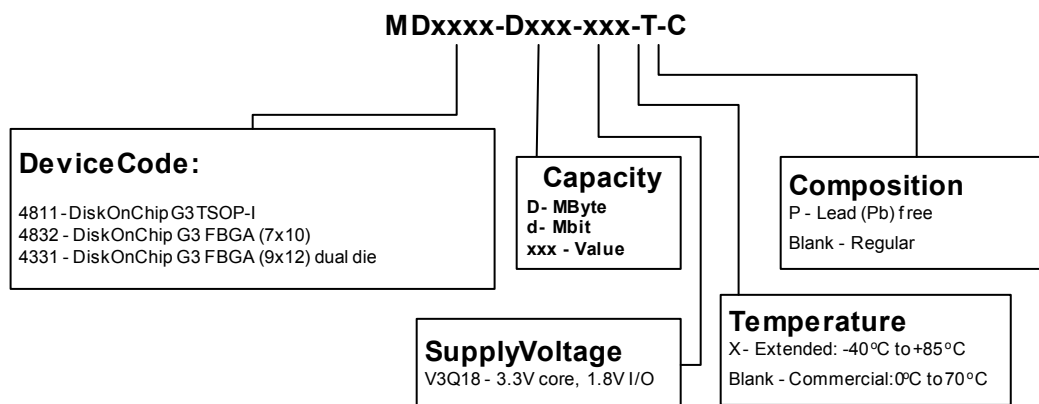 MDxxxx-Dxxx-xxx-T-C
DeviceCode:
4811-DiskOnChip G3 TSOP-I
4832 - DiskOnChip G3 FBGA (7x10)
4331 - DiskOnChip G3 FBGA (9x12) dual die
Capacity
D- MByte
d- Mbit
xxx - Value
Composition
P - Lead (Pb) free
Blank - Regular
SupplyVoltage
V3Q18 - 3.3V core, 1.8V I/O
Temperature
X- Extended: -40ºC to +85ºC
Blank - Commercial:0ºC to 70ºC